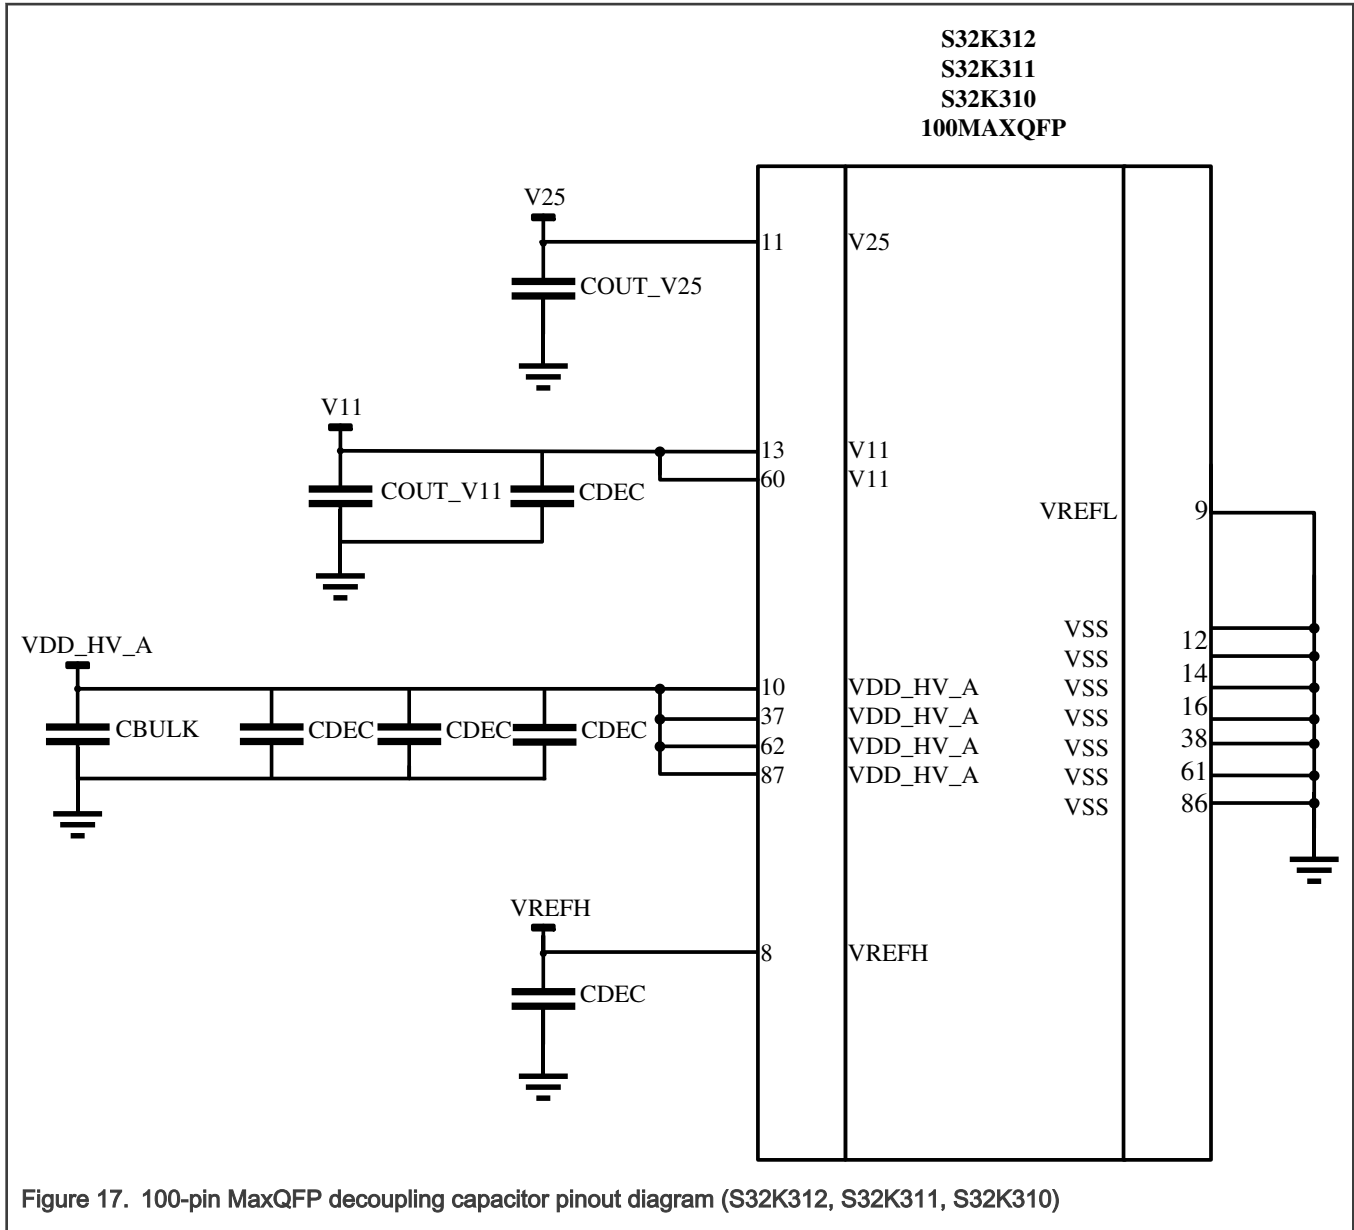 S32K312
S32K311
S32K310
100MAXQFP
V25
11 V25
COUT_V25
V11
13 V11
COUT_V11 CDEC 60 V11
VREFL 9
VSS 12
VSS
VDD_HV_A
14
10 VDD_HV_A VSS
16
CBULK CDEC CDEC CDEC 37 VDD_HV_A VSS
38
62 VDD_HV_A VSS
61
87 VDD_HV_A VSS
86
VSS
VREFH
8 VREFH
CDEC
Figure 17. 100-pin MaxQFP decoupling capacitor pinout diagram (S32K312, S32K311, S32K310)